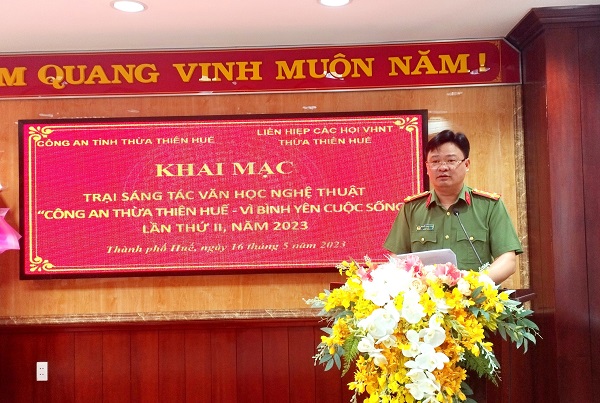 M QUANG VINH MUÔN NĂM !
CÔNG AN TỈNH THỪA THIÊN HUẾ
LIÊN HIỆP CÁC HỘI VHNT
THỪA THIÊN HUẾ
KHAI MẠC
TRẠI SÁNG TÁC VĂN HỌC NGHỆ THUẬT
“CÔNG AN THỪA THIÊN HUẾ - VÌ BÌNH YÊN CUỘC SỐNG
LẦN THỨ II, NĂM 2023
Thành phố Huế, ngày 16 tháng 5 năm 2023